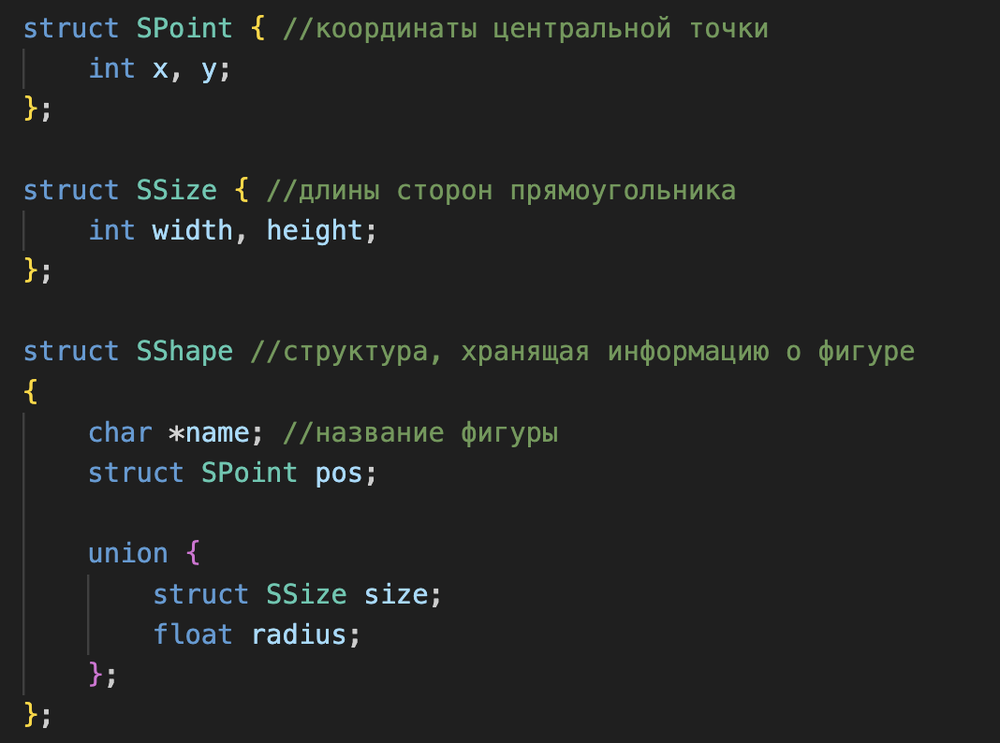 struct SPoint { //координаты центральной точки
    int x, y;
};

struct SSize { //длины сторон прямоугольника
    int width, height;
};

struct SShape //структура, хранящая информацию о фигуре
{
    char *name; //название фигуры
    struct SPoint pos;

    union {
        struct SSize size;
        float radius;
    };
};